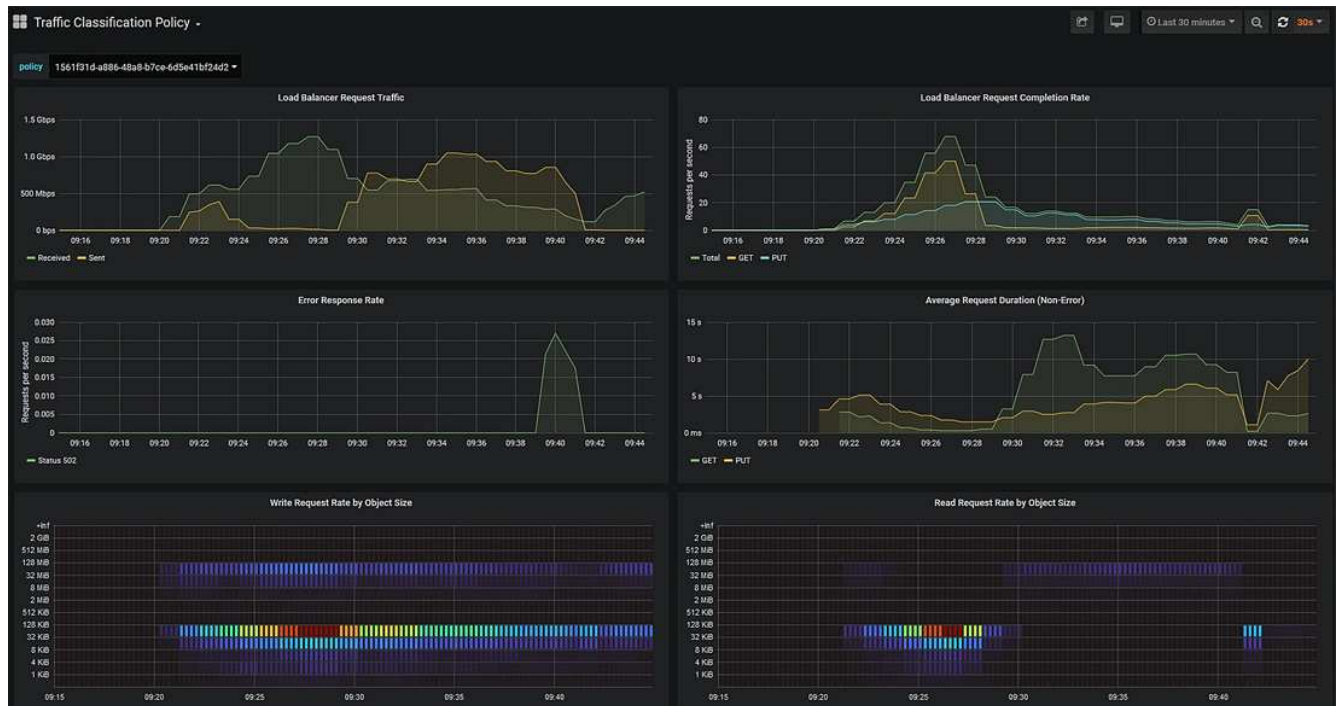 Traffic Classification Policy
Last 30 minutes
30s
policy 1561f31d-a886-48a8-b7ce-6d5e41bf24d2
Load Balancer Request Traffic
1.5 Gbps
1.0 Gbps
500 Mbps
0 bps
09:16 09:18 09:20 09:22 09:24 09:26 09:28 09:30 09:32 09:34 09:36 09:38 09:40 09:42 09:44
Received Sent
Load Balancer Request Completion Rate
Requests per second
80
60
40
20
0
09:16 09:18 09:20 09:22 09:24 09:26 09:28 09:30 09:32 09:34 09:36 09:38 09:40 09:42 09:44
Total GET PUT
Error Response Rate
Requests per second
0.030
0.025
0.020
0.015
0.010
0.005
0
09:16 09:18 09:20 09:22 09:24 09:26 09:28 09:30 09:32 09:34 09:36 09:38 09:40 09:42 09:44
Status 502
Average Request Duration (Non-Error)
15 s
10 s
5 s
0 ms
09:16 09:18 09:20 09:22 09:24 09:26 09:28 09:30 09:32 09:34 09:36 09:38 09:40 09:42 09:44
GET PUT
Write Request Rate by Object Size
+Inf
2 GiB
512 MiB
128 MiB
32 MiB
8 MiB
2 MiB
512 KiB
128 KiB
32 KiB
8 KiB
4 KiB
1 KiB
09:15 09:20 09:25 09:30 09:35 09:40
Read Request Rate by Object Size
+Inf
2 GiB
512 MiB
128 MiB
32 MiB
8 MiB
2 MiB
512 KiB
128 KiB
32 KiB
8 KiB
4 KiB
1 KiB
09:15 09:20 09:25 09:30 09:35 09:40